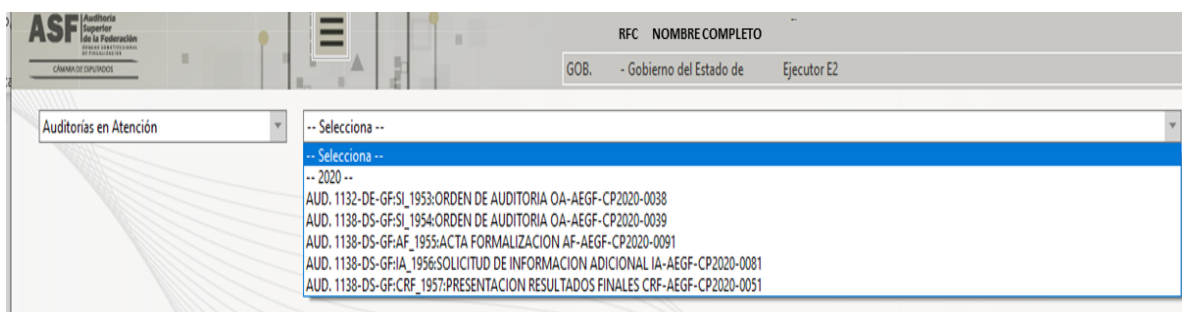 ASF Auditoría
Superior
de la Federación
ÓRGANO CONSTITUCIONAL
DE FISCALIZACIÓN
CÁMARA DE DIPUTADOS
RFC NOMBRE COMPLETO
GOB. - Gobierno del Estado de Ejecutor E2
Auditorías en Atención
-- Selecciona --
-- Selecciona --
-- 2020 --
AUD. 1132-DE-GF:SI_1953:ORDEN DE AUDITORIA OA-AEGF-CP2020-0038
AUD. 1138-DS-GF:SI_1954:ORDEN DE AUDITORIA OA-AEGF-CP2020-0039
AUD. 1138-DS-GF:AF_1955:ACTA FORMALIZACION AF-AEGF-CP2020-0091
AUD. 1138-DS-GF:IA_1956:SOLICITUD DE INFORMACION ADICIONAL IA-AEGF-CP2020-0081
AUD. 1138-DS-GF:CRF_1957:PRESENTACION RESULTADOS FINALES CRF-AEGF-CP2020-0051